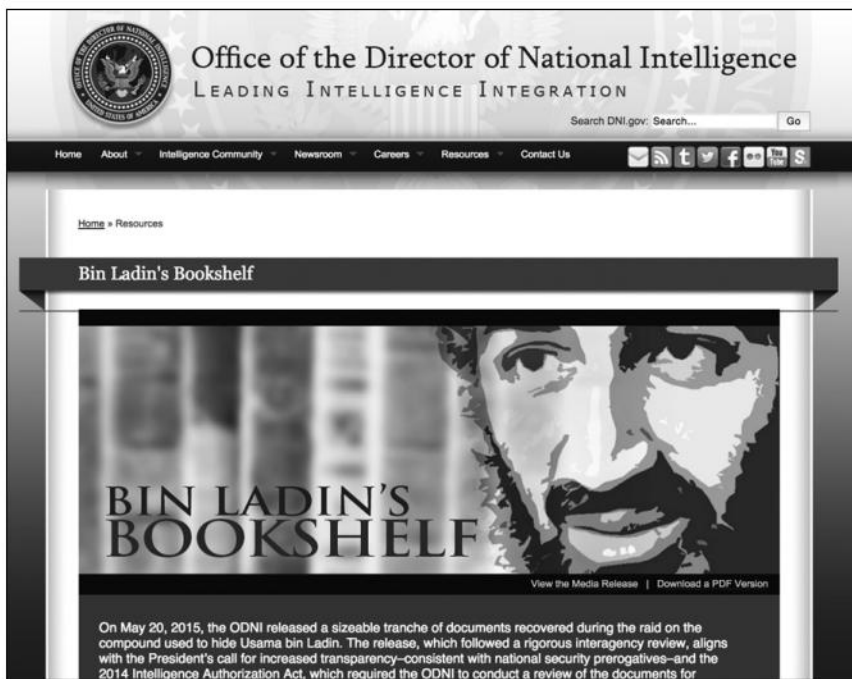 Office of the Director of National Intelligence
LEADING INTELLIGENCE INTEGRATION
Search DNI.gov: Search... Go
Home About Intelligence Community Newsroom Careers Resources Contact Us
You Tube
Home » Resources
Bin Ladin's Bookshelf
BIN LADIN'S
BOOKSHELF
View the Media Release | Download a PDF Version
On May 20, 2015, the ODNI released a sizeable tranche of documents recovered during the raid on the
compound used to hide Usama bin Ladin. The release, which followed a rigorous interagency review, aligns
with the President's call for increased transparency–consistent with national security prerogatives–and the
2014 Intelligence Authorization Act, which required the ODNI to conduct a review of the documents for